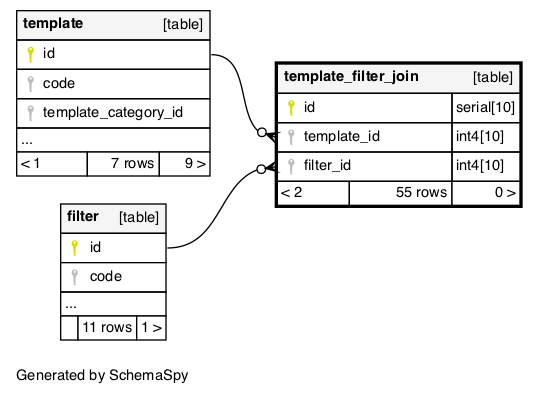 template [table]
id
code
template_category_id
...
< 1 7 rows 9 >
template_filter_join [table]
id serial[10]
template_id int4[10]
filter_id int4[10]
< 2 55 rows 0 >
filter [table]
id
code
...
11 rows 1 >
Generated by SchemaSpy